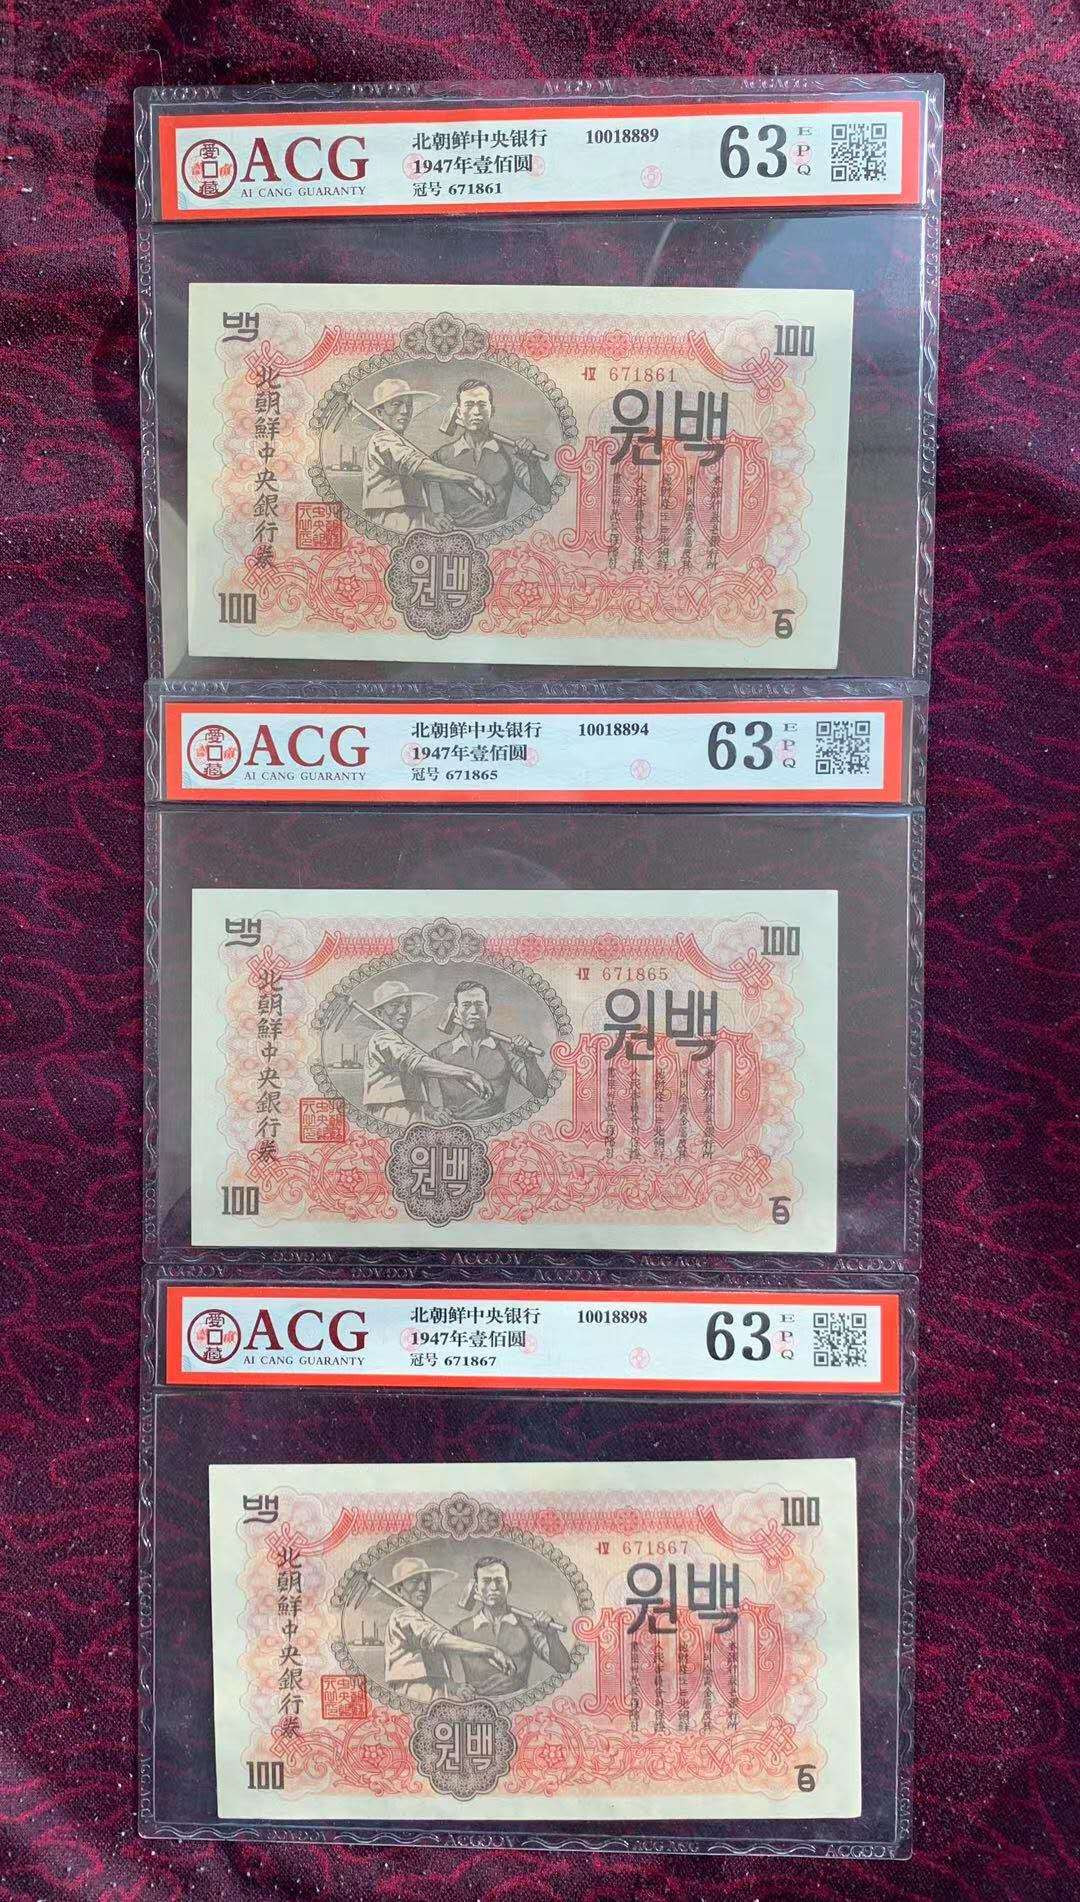 ACG
AI CANG GUARANTY
北朝鲜中央银行 10018889
1947年壹佰圆
冠号 671861
63
EPQ
백
100
北朝鮮中央銀行券
671861
원백
100
원백
100
百
ACG
AI CANG GUARANTY
北朝鲜中央银行 10018894
1947年壹佰圆
冠号 671865
63
EPQ
백
100
北朝鮮中央銀行券
671865
원백
100
원백
100
百
ACG
AI CANG GUARANTY
北朝鲜中央银行 10018898
1947年壹佰圆
冠号 671867
63
EPQ
백
100
北朝鮮中央銀行券
671867
원백
100
원백
100
百